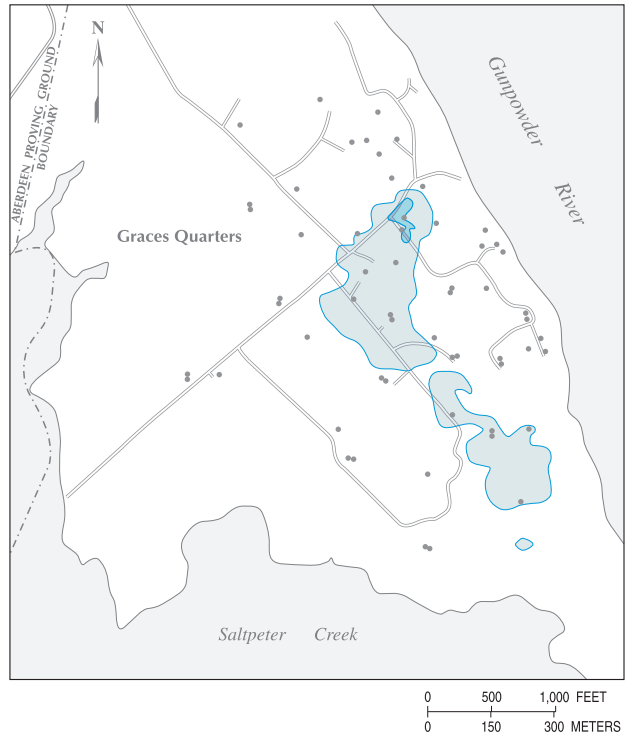 N
ABERDEEN PROVING GROUND
BOUNDARY
Gunpowder
River
Graces Quarters
Saltpeter Creek
0 500 1,000 FEET
0 150 300 METERS